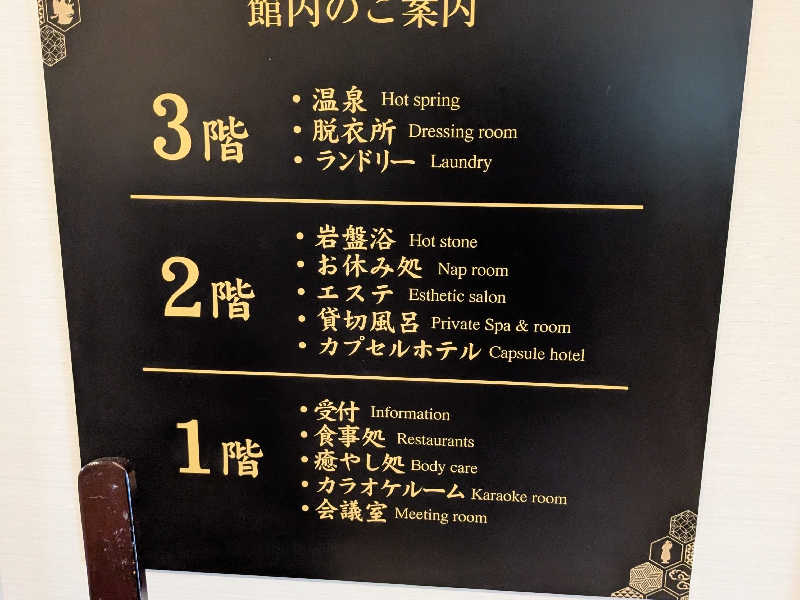 館内のご案内
3階
・温泉 Hot spring
・脱衣所 Dressing room
・ランドリー Laundry
2階
・岩盤浴 Hot stone
・お休み処 Nap room
・エステ Esthetic salon
・貸切風呂 Private Spa & room
・カプセルホテル Capsule hotel
1階
・受付 Information
・食事処 Restaurants
・癒やし処 Body care
・カラオケルーム Karaoke room
・会議室 Meeting room